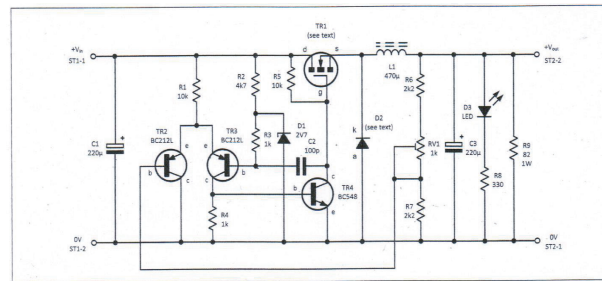 TR1
(see text)
+Vin
ST1-1
d
s
g
L1
470µ
+Vout
ST2-2
R1
10k
R2
4k7
R5
10k
R6
2k2
D2
(see text)
D3
LED
TR2
BC212L
TR3
BC212L
R3
1k
D1
2V7
C2
100p
k
a
RV1
1k
C3
220µ
+
R9
82
1W
C1
220µ
+
e
b
c
e
b
c
TR4
BC548
b
c
e
R4
1k
R7
2k2
R8
330
0V
ST1-2
0V
ST2-1